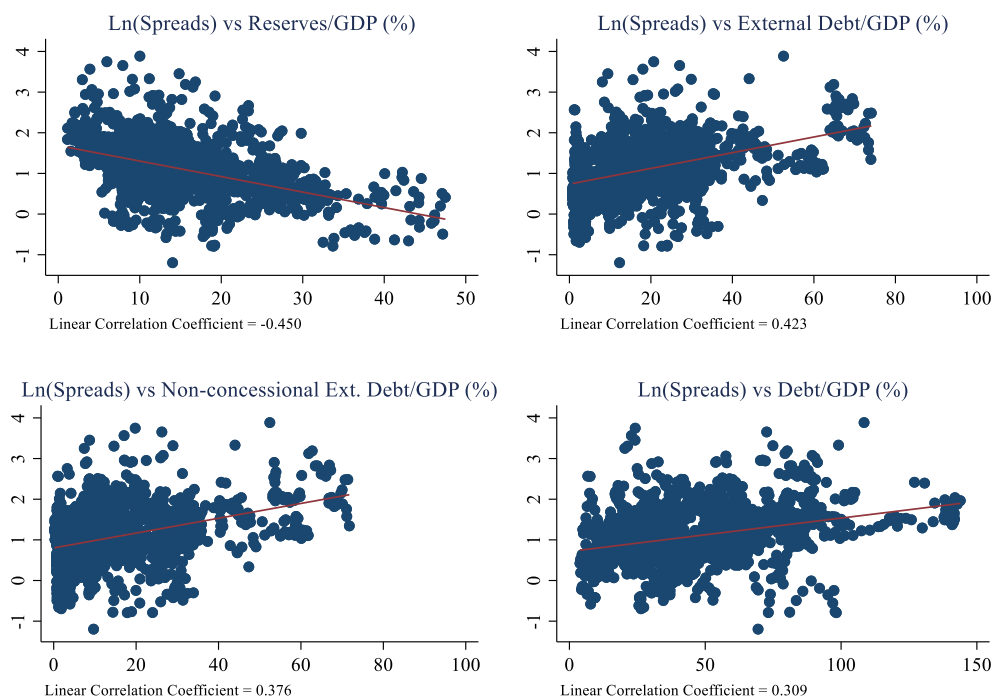 Ln(Spreads) vs Reserves/GDP (%)
4
3
2
1
0
-1
0 10 20 30 40 50
Linear Correlation Coefficient = -0.450
Ln(Spreads) vs External Debt/GDP (%)
4
3
2
1
0
-1
0 20 40 60 80 100
Linear Correlation Coefficient = 0.423
Ln(Spreads) vs Non-concessional Ext. Debt/GDP (%)
4
3
2
1
0
-1
0 20 40 60 80 100
Linear Correlation Coefficient = 0.376
Ln(Spreads) vs Debt/GDP (%)
4
3
2
1
0
-1
0 50 100 150
Linear Correlation Coefficient = 0.309